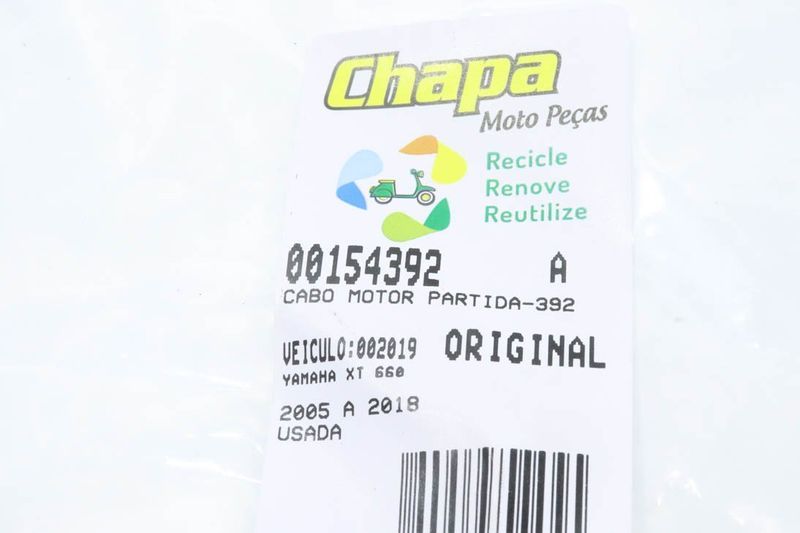 Chapa
Moto Peças
Recicle
Renove
Reutilize
00154392 A
CABO MOTOR PARTIDA-392
VEICULO:002019 ORIGINAL
YAMAHA XT 660
2005 A 2018
USADA